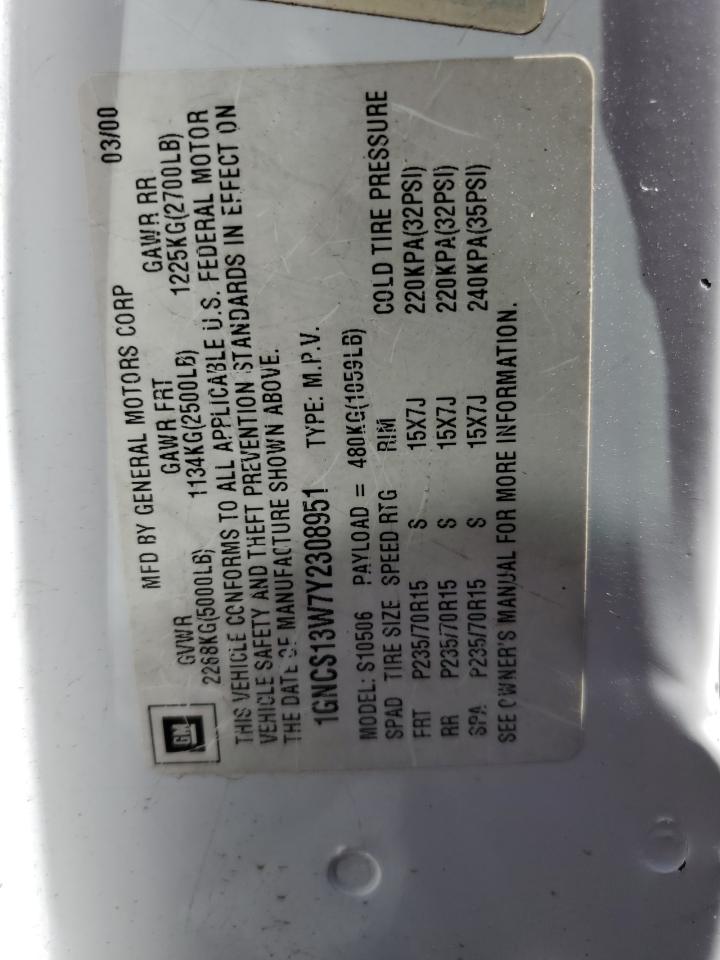 GM
MFD BY GENERAL MOTORS CORP 03/00
GVWR GAWR FRT GAWR RR
2268KG(5000LB) 1134KG(2500LB) 1225KG(2700LB)
THIS VEHICLE CONFORMS TO ALL APPLICABLE U.S. FEDERAL MOTOR
VEHICLE SAFETY AND THEFT PREVENTION STANDARDS IN EFFECT ON
THE DATE OF MANUFACTURE SHOWN ABOVE.
1GNCS13W7Y2308951 TYPE: M.P.V.
MODEL: S10506 PAYLOAD = 480KG(1059LB)
SPAD TIRE SIZE SPEED RTG RIM COLD TIRE PRESSURE
FRT P235/70R15 S 15X7J 220KPA(32PSI)
RR P235/70R15 S 15X7J 220KPA(32PSI)
SPA P235/70R15 S 15X7J 240KPA(35PSI)
SEE OWNER'S MANUAL FOR MORE INFORMATION.